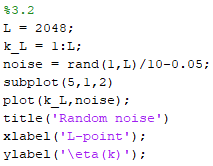 %3.2
L = 2048;
k_L = 1:L;
noise = rand(1,L)/10-0.05;
subplot(5,1,2)
plot(k_L,noise);
title('Random noise')
xlabel('L-point');
ylabel('\eta(k)');